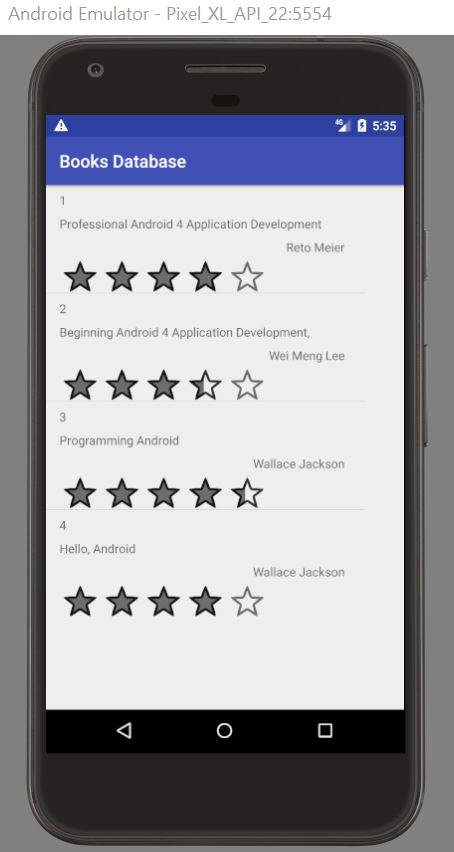 Android Emulator - Pixel_XL_API_22:5554
4G 5:35
Books Database
1
Professional Android 4 Application Development
Reto Meier
2
Beginning Android 4 Application Development,
Wei Meng Lee
3
Programming Android
Wallace Jackson
4
Hello, Android
Wallace Jackson